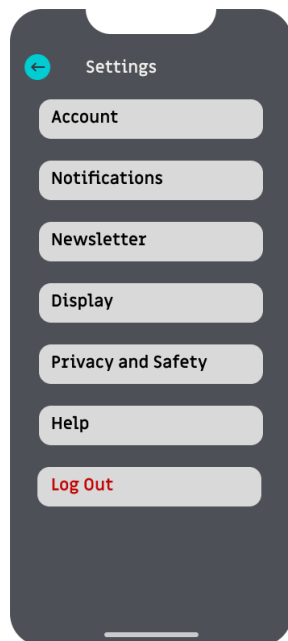 Settings
Account
Notifications
Newsletter
Display
Privacy and Safety
Help
Log Out